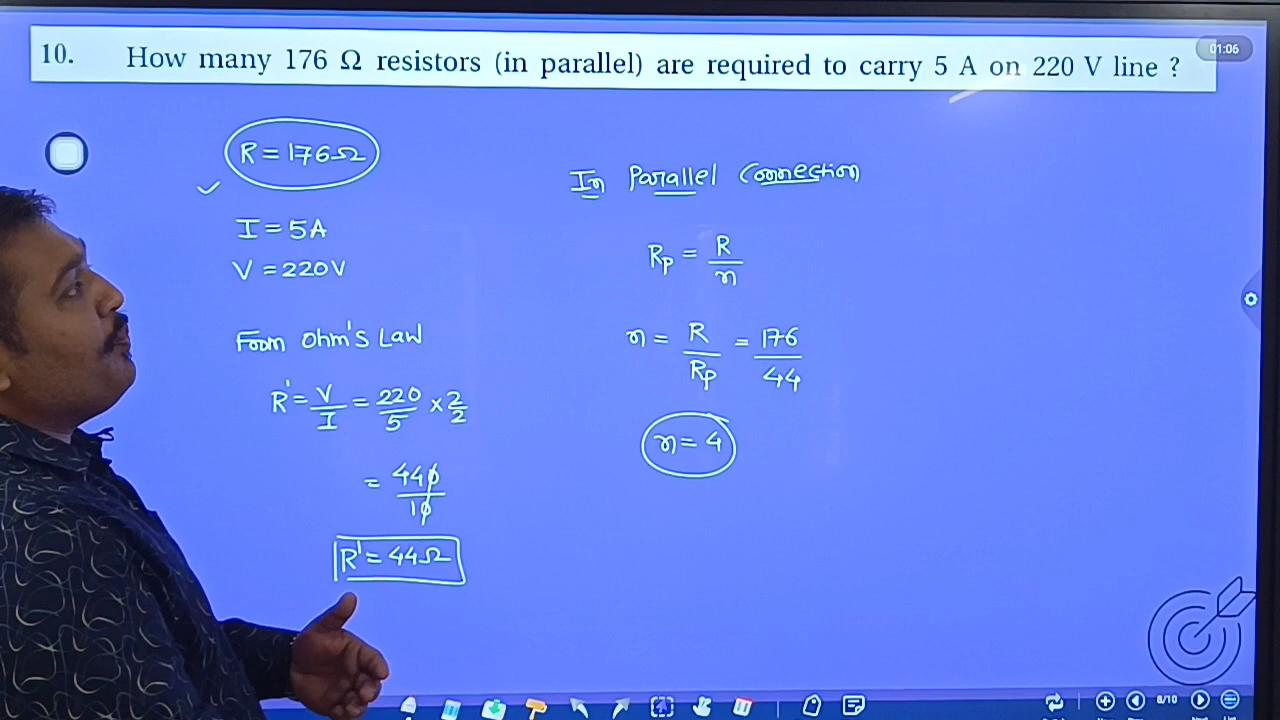 10. How many 176 Ω resistors (in parallel) are required to carry 5 A on 220 V line ?
01:06
R = 176Ω
✓
I = 5A
V = 220V
From Ohm's Law
R' = V/I = 220/5 × 2/2
= 440/10
R' = 44Ω
In Parallel Connection
Rp = R/n
n = R/Rp = 176/44
n = 4
8/10